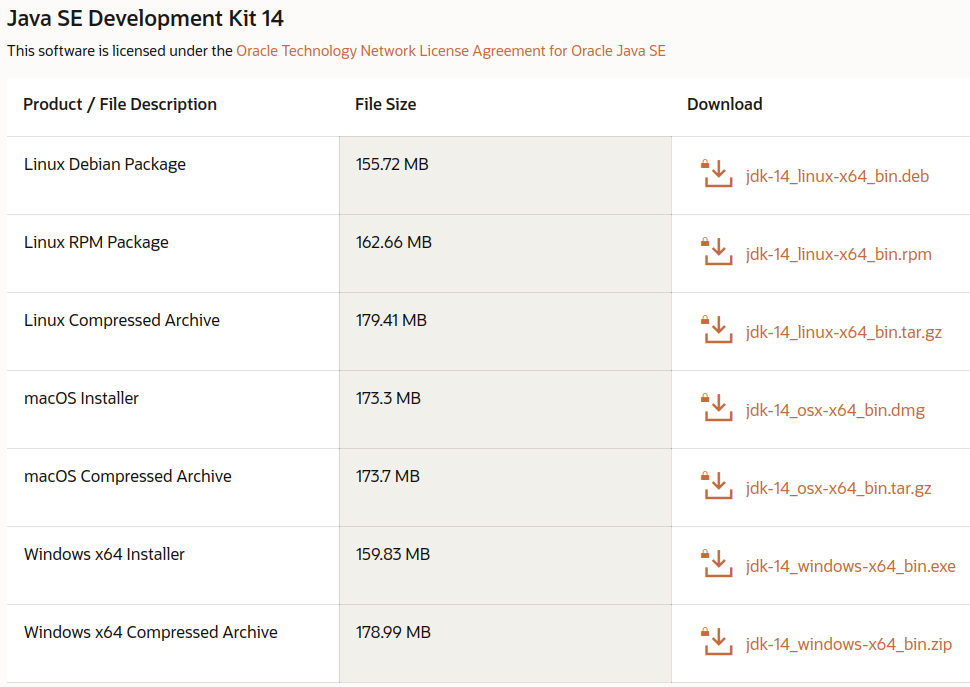 Java SE Development Kit 14
This software is licensed under the Oracle Technology Network License Agreement for Oracle Java SE
Product / File Description File Size Download
Linux Debian Package 155.72 MB jdk-14_linux-x64_bin.deb
Linux RPM Package 162.66 MB jdk-14_linux-x64_bin.rpm
Linux Compressed Archive 179.41 MB jdk-14_linux-x64_bin.tar.gz
macOS Installer 173.3 MB jdk-14_osx-x64_bin.dmg
macOS Compressed Archive 173.7 MB jdk-14_osx-x64_bin.tar.gz
Windows x64 Installer 159.83 MB jdk-14_windows-x64_bin.exe
Windows x64 Compressed Archive 178.99 MB jdk-14_windows-x64_bin.zip